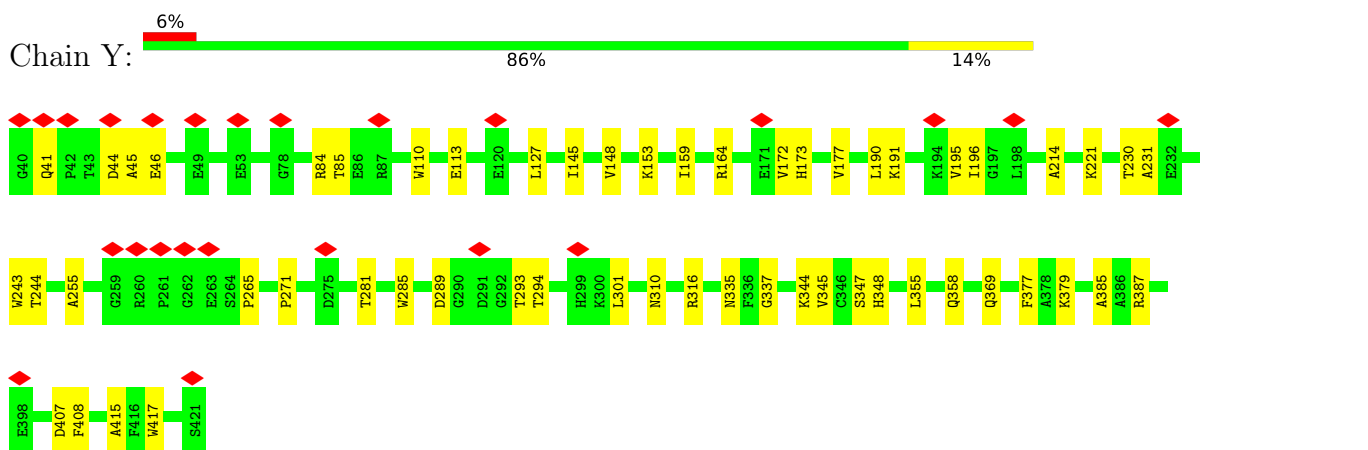 6%
Chain Y:
86% 14%
G40 Q41 P42 T43 D44 A45 E46 E49 E53 G78 R84 T85 E86 R87 W110 E113 E120 L127 I145 V148 K153 I159 R164 E171 V172 H173 V177 L190 K191 K194 V195 I196 G197 L198 A214 K221 T230 A231 E232
W243 T244 A255 G259 R260 P261 G262 E263 S264 P265 P271 D275 T281 W285 D289 G290 D291 G292 T293 T294 H299 K300 L301 N310 R316 N335 F336 G337 K344 V345 C346 S347 H348 L355 Q358 Q369 F377 A378 K379 A385 A386 R387
E398 D407 F408 A415 F416 W417 S421